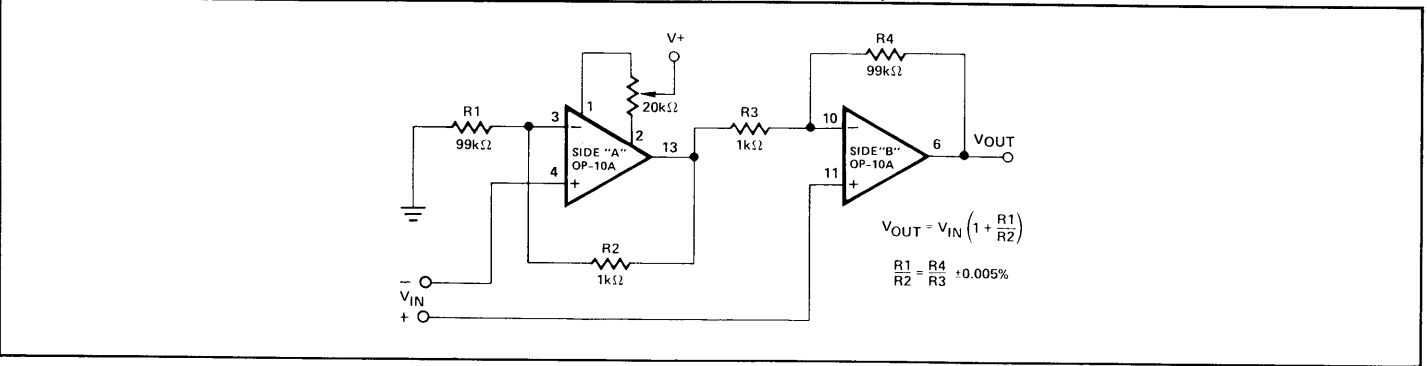 V+
R4
99kΩ
20kΩ
R1
99kΩ
3
1
2
−
SIDE "A"
OP-10A
4
+
13
R3
1kΩ
10
−
SIDE "B"
OP-10A
11
+
6
VOUT
R2
1kΩ
−
VIN
+
VOUT = VIN (1 + R1/R2)
R1/R2 = R4/R3 ±0.005%